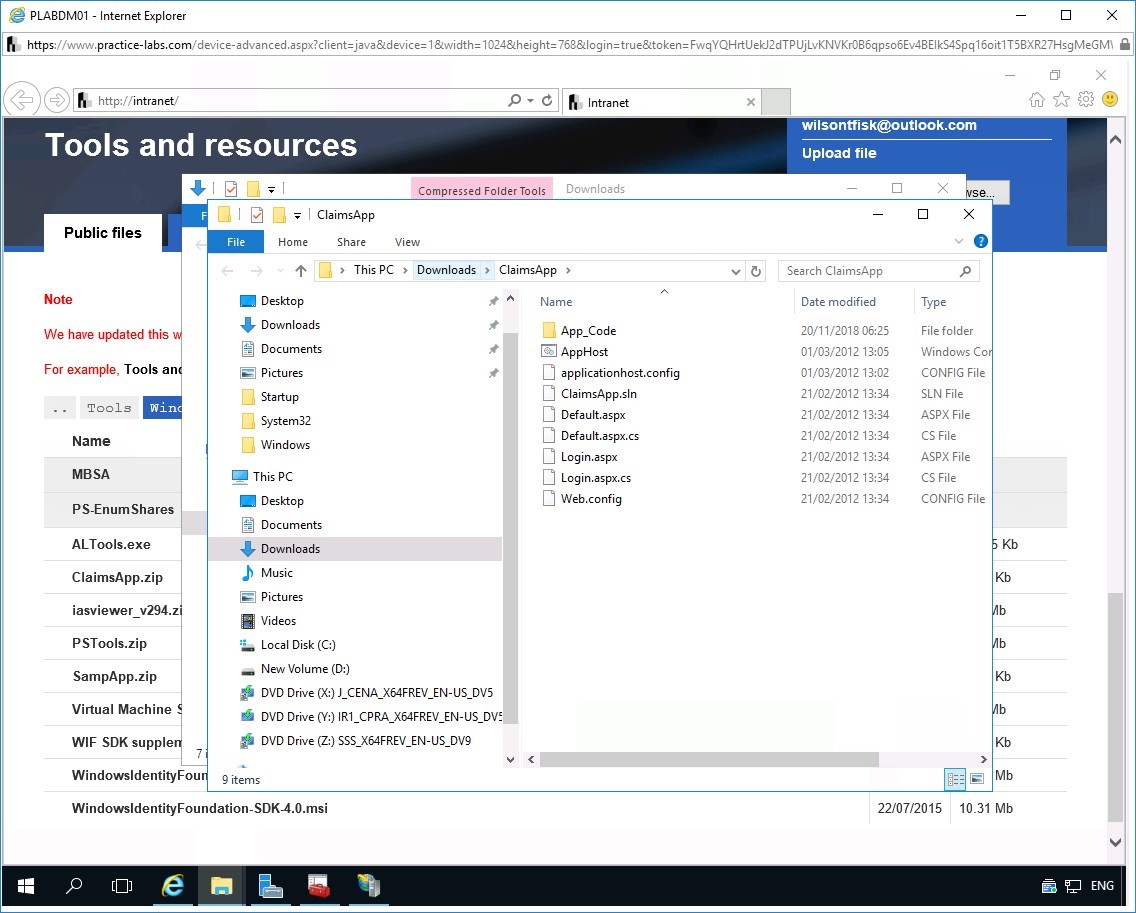 PLABDM01 - Internet Explorer
https://www.practice-labs.com/device-advanced.aspx?client=java&device=1&width=1024&height=768&login=true&token=FwqYQHrtUekJ2dTPUjLvKNVKr0B6qpso6Ev4BEIkS4Spq16oit1T5BXR27HsgMeGM
http://intranet/
Intranet
Tools and resources
wilsontfisk@outlook.com
Upload file
Compressed Folder Tools
Downloads
F
wse...
Public files
ClaimsApp
File
Home
Share
View
This PC
Downloads
ClaimsApp
Search ClaimsApp
Note
We have updated this w
For example, Tools and
..
Tools
Wind
Name
MBSA
PS-EnumShares
ALTools.exe
5 Kb
ClaimsApp.zip
Kb
iasviewer_v294.zi
Mb
PSTools.zip
Mb
SampApp.zip
Kb
Virtual Machine S
Mb
WIF SDK supplem
Kb
WindowsIdentityFoun
Mb
WindowsIdentityFoundation-SDK-4.0.msi
22/07/2015
10.31 Mb
Desktop
Downloads
Documents
Pictures
Startup
System32
Windows
This PC
Desktop
Documents
Downloads
Music
Pictures
Videos
Local Disk (C:)
New Volume (D:)
DVD Drive (X:) J_CENA_X64FREV_EN-US_DV5
DVD Drive (Y:) IR1_CPRA_X64FREV_EN-US_DV5
DVD Drive (Z:) SSS_X64FREV_EN-US_DV9
Name
Date modified
Type
App_Code
20/11/2018 06:25
File folder
AppHost
01/03/2012 13:05
Windows Cor
applicationhost.config
01/03/2012 13:02
CONFIG File
ClaimsApp.sln
21/02/2012 13:34
SLN File
Default.aspx
21/02/2012 13:34
ASPX File
Default.aspx.cs
21/02/2012 13:34
CS File
Login.aspx
21/02/2012 13:34
ASPX File
Login.aspx.cs
21/02/2012 13:34
CS File
Web.config
21/02/2012 13:34
CONFIG File
7 i
9 items
ENG